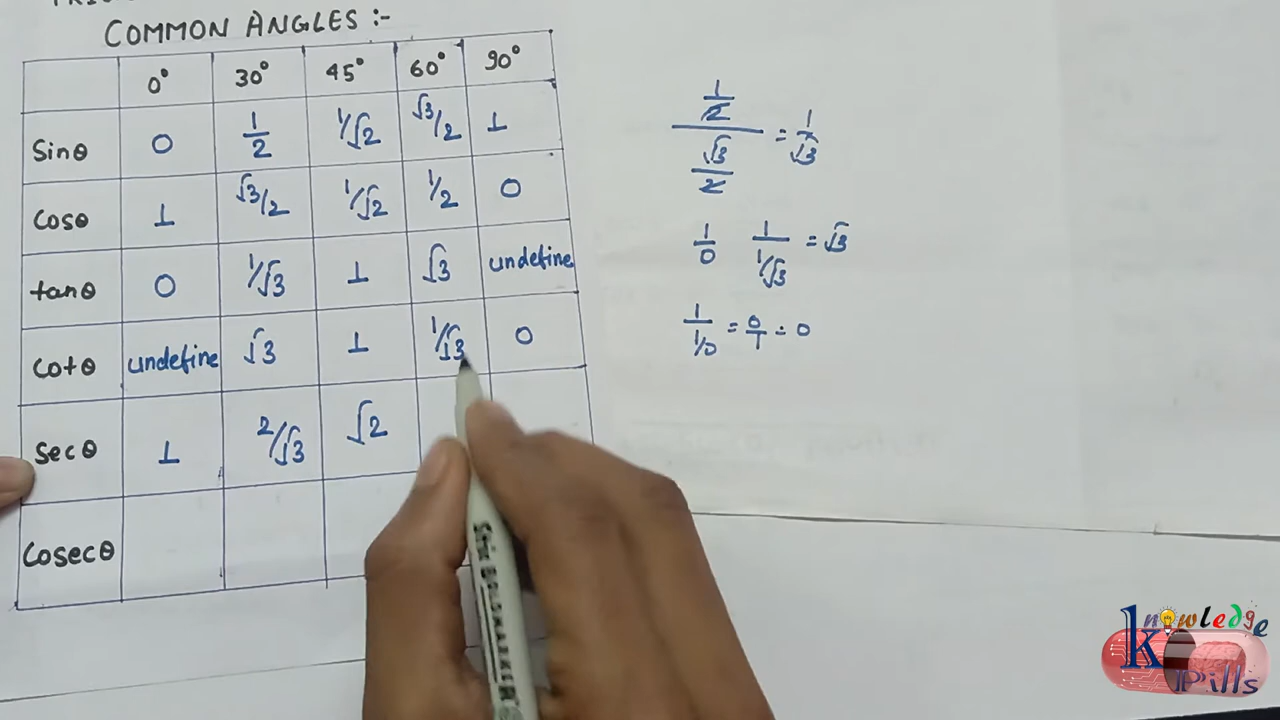 COMMON ANGLES :-
0° 30° 45° 60° 90°
Sinθ 0 1/2 1/√2 √3/2 1
Cosθ 1 √3/2 1/√2 1/2 0
tanθ 0 1/√3 1 √3 undefine
Cotθ undefine √3 1 1/√3 0
Secθ 1 2/√3 √2
Cosecθ
1/2
√3/2
= 1/√3
1/0
1
1/√3
= √3
1
1/0
= 0/1 = 0
knowledge
Pills